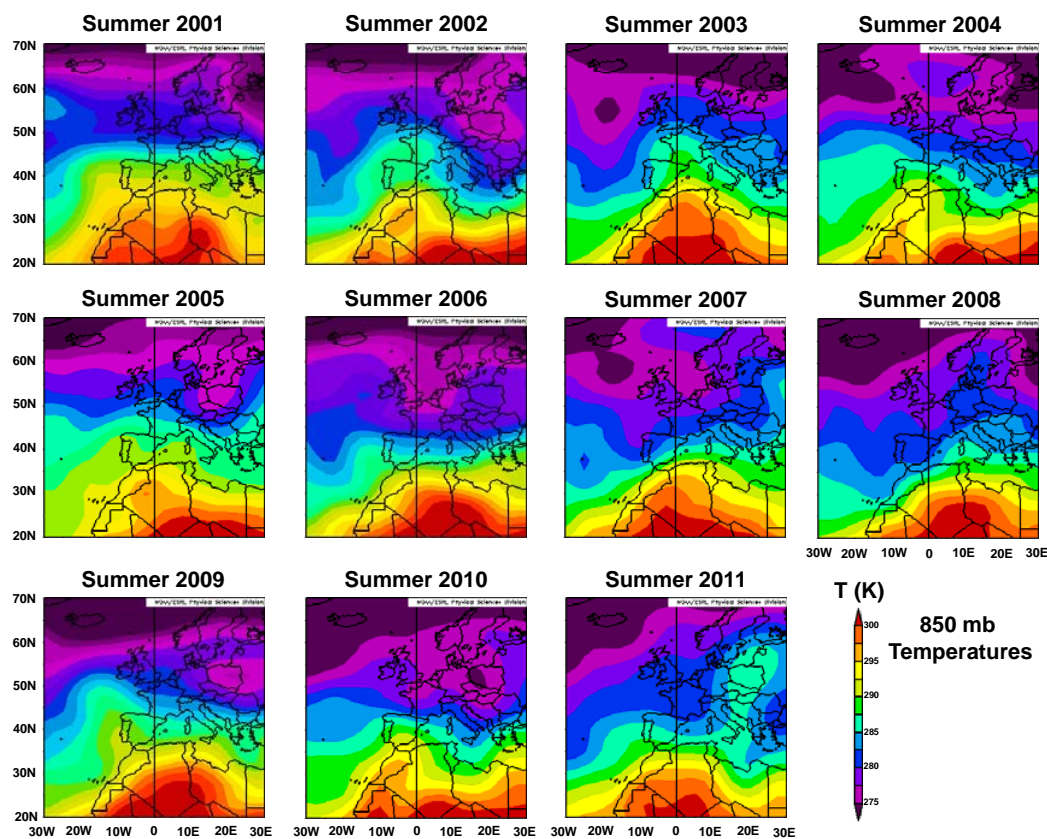 Summer 2001
Summer 2002
Summer 2003
Summer 2004
70N
60N
50N
40N
30N
20N
Summer 2005
Summer 2006
Summer 2007
Summer 2008
70N
60N
50N
40N
30N
20N
30W 20W 10W 0 10E 20E 30E
Summer 2009
Summer 2010
Summer 2011
70N
60N
50N
40N
30N
20N
30W 20W 10W 0 10E 20E 30E
30W 20W 10W 0 10E 20E 30E
30W 20W 10W 0 10E 20E 30E
T (K)
300
295
290
285
280
275
850 mb
Temperatures